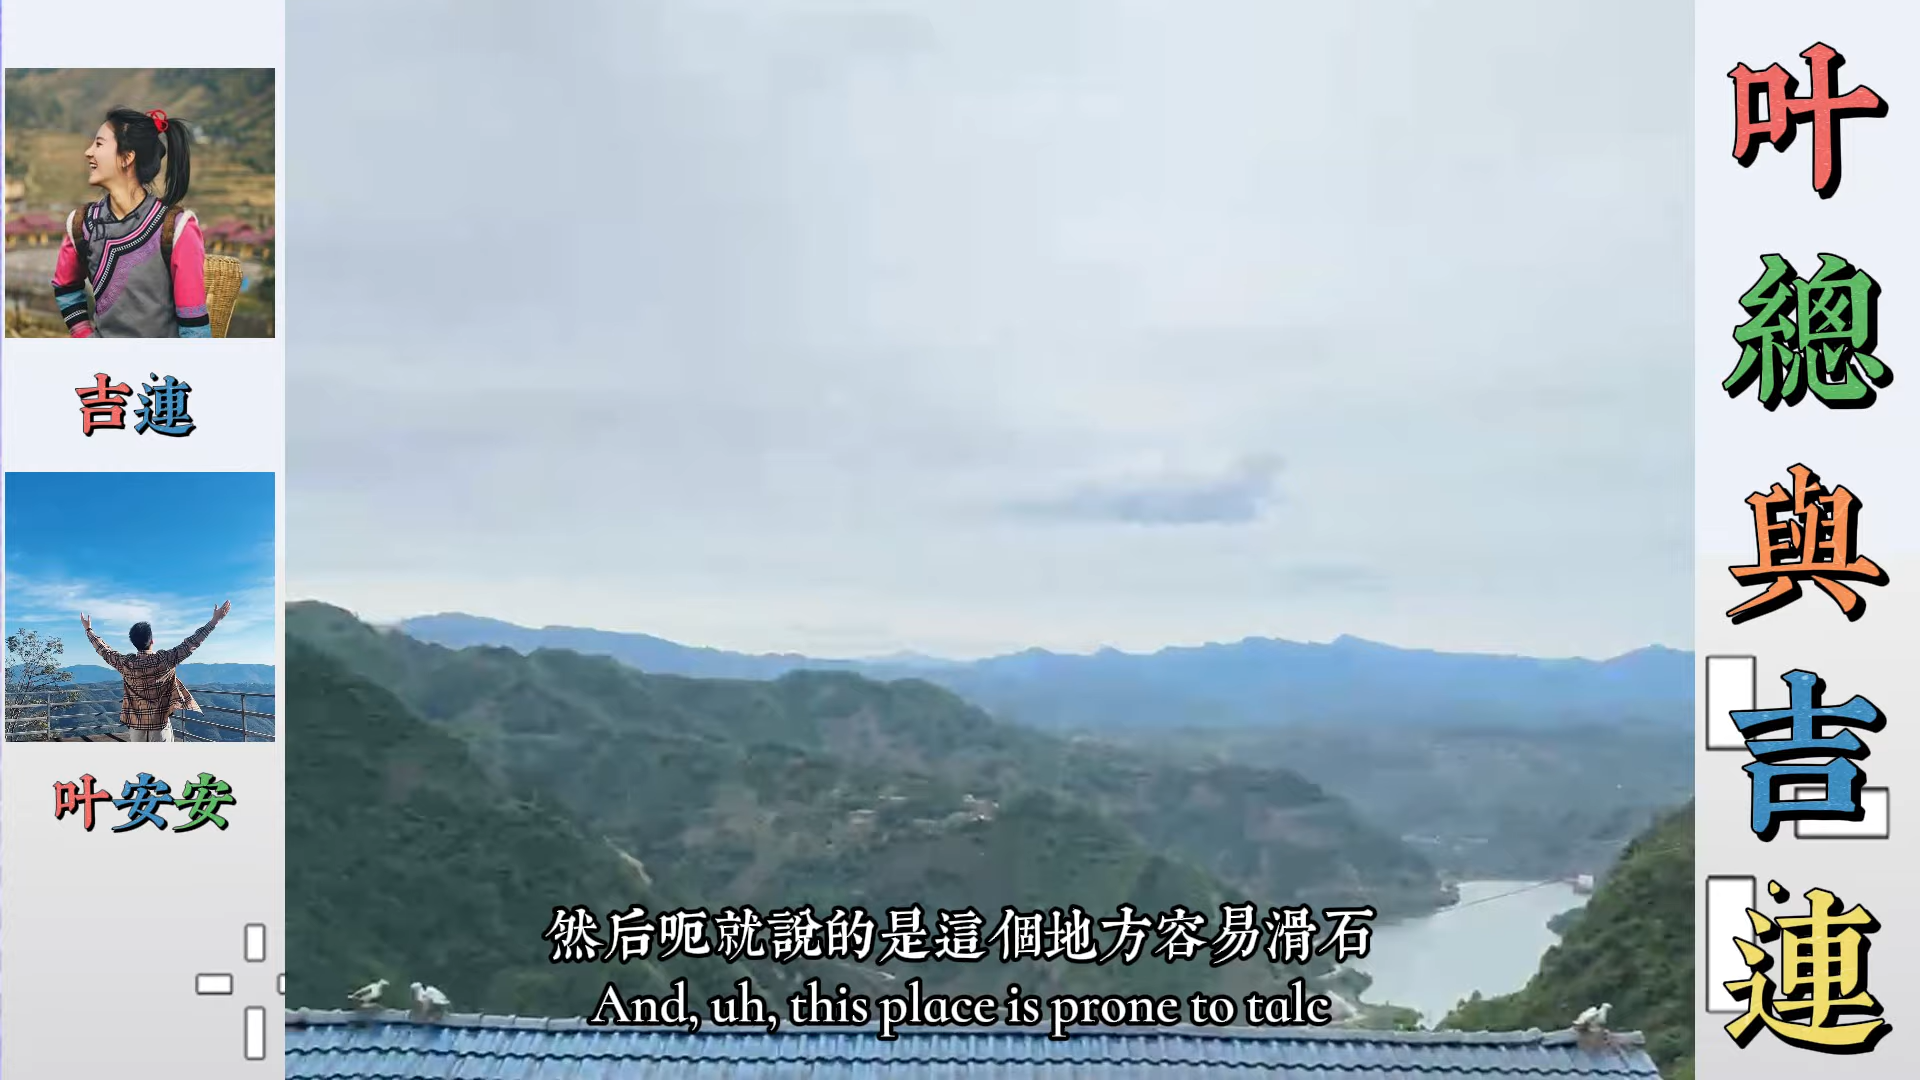 吉連
叶安安
叶總與吉連
然后呃就說的是這個地方容易滑石
And, uh, this place is prone to talc